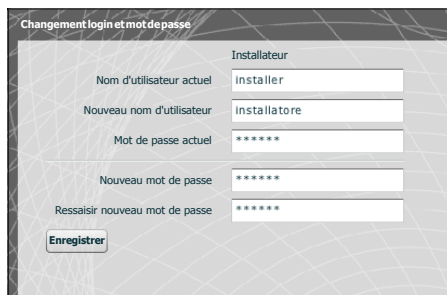 Changement login et mot de passe
Installateur
Nom d'utilisateur actuel installer
Nouveau nom d'utilisateur installatore
Mot de passe actuel ******
Nouveau mot de passe ******
Ressaisir nouveau mot de passe ******
Enregistrer